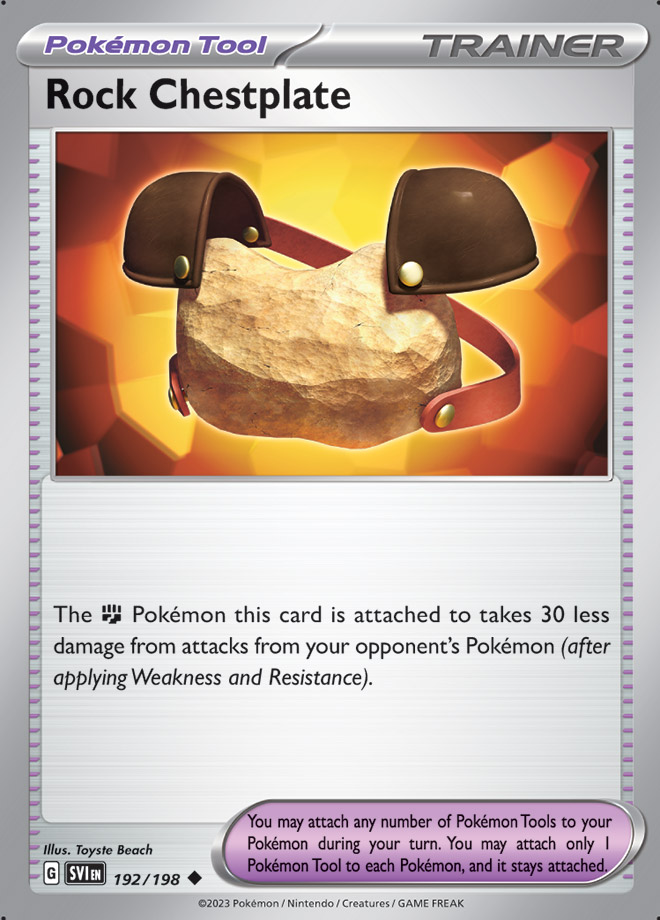 Pokémon Tool
TRAINER
Rock Chestplate
The Pokémon this card is attached to takes 30 less
damage from attacks from your opponent's Pokémon (after
applying Weakness and Resistance).
You may attach any number of Pokémon Tools to your
Pokémon during your turn. You may attach only 1
Pokémon Tool to each Pokémon, and it stays attached.
Illus. Toyste Beach
G SVI EN 192/198
©2023 Pokémon / Nintendo / Creatures / GAME FREAK